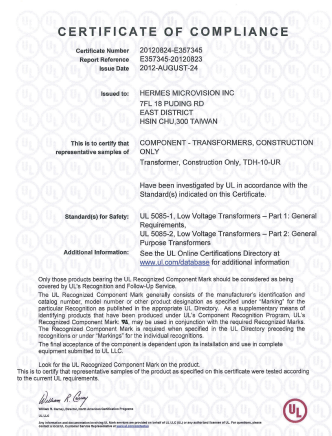 CERTIFICATE OF COMPLIANCE
Certificate Number 20120824-E357345
Report Reference E357345-20120823
Issue Date 2012-AUGUST-24
Issued to: HERMES MICROVISION INC
7FL 18 PUDING RD
EAST DISTRICT
HSIN CHU,300 TAIWAN
This is to certify that COMPONENT - TRANSFORMERS, CONSTRUCTION
representative samples of ONLY
Transformer, Construction Only, TDH-10-UR
Have been investigated by UL in accordance with the
Standard(s) indicated on this Certificate.
Standard(s) for Safety: UL 5085-1, Low Voltage Transformers – Part 1: General
Requirements,
UL 5085-2, Low Voltage Transformers – Part 2: General
Purpose Transformers
Additional Information: See the UL Online Certifications Directory at
www.ul.com/database for additional information
Only those products bearing the UL Recognized Component Mark should be considered as being
covered by UL's Recognition and Follow-Up Service.
The UL Recognized Component Mark generally consists of the manufacturer's identification and
catalog number, model number or other product designation as specified under "Marking" for the
particular Recognition as published in the appropriate UL Directory. As a supplementary means of
identifying products that have been produced under UL's Component Recognition Program, UL's
Recognized Component Mark: may be used in conjunction with the required Recognized Marks.
The Recognized Component Mark is required when specified in the UL Directory preceding the
recognitions or under "Markings" for the individual recognitions.
The final acceptance of the component is dependent upon its installation and use in complete
equipment submitted to UL LLC.
Look for the UL Recognized Component Mark on the product.
This is to certify that representative samples of the product as specified on this certificate were tested according
to the current UL requirements.
William R. Carney
William R. Carney, Director, North American Certification Programs
UL LLC
UL